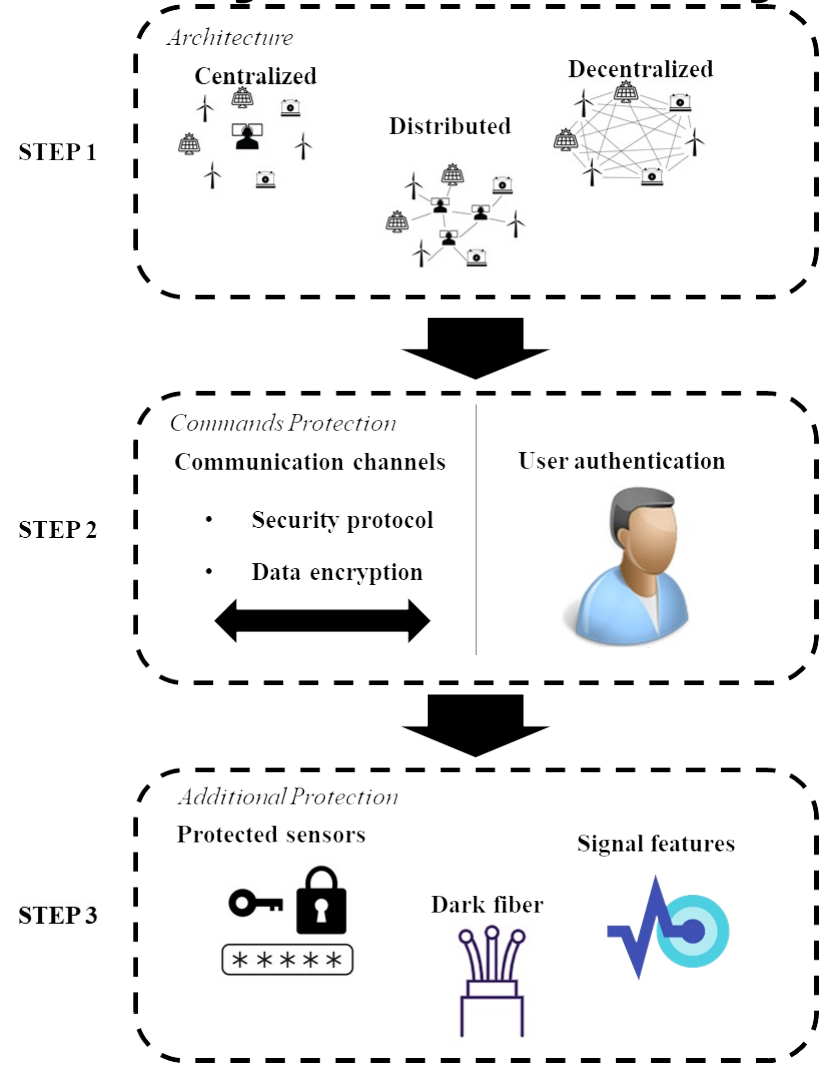 Architecture
Centralized
Decentralized
Distributed
STEP 1
Commands Protection
Communication channels
User authentication
• Security protocol
STEP 2
• Data encryption
Additional Protection
Protected sensors
Signal features
Dark fiber
STEP 3
*****